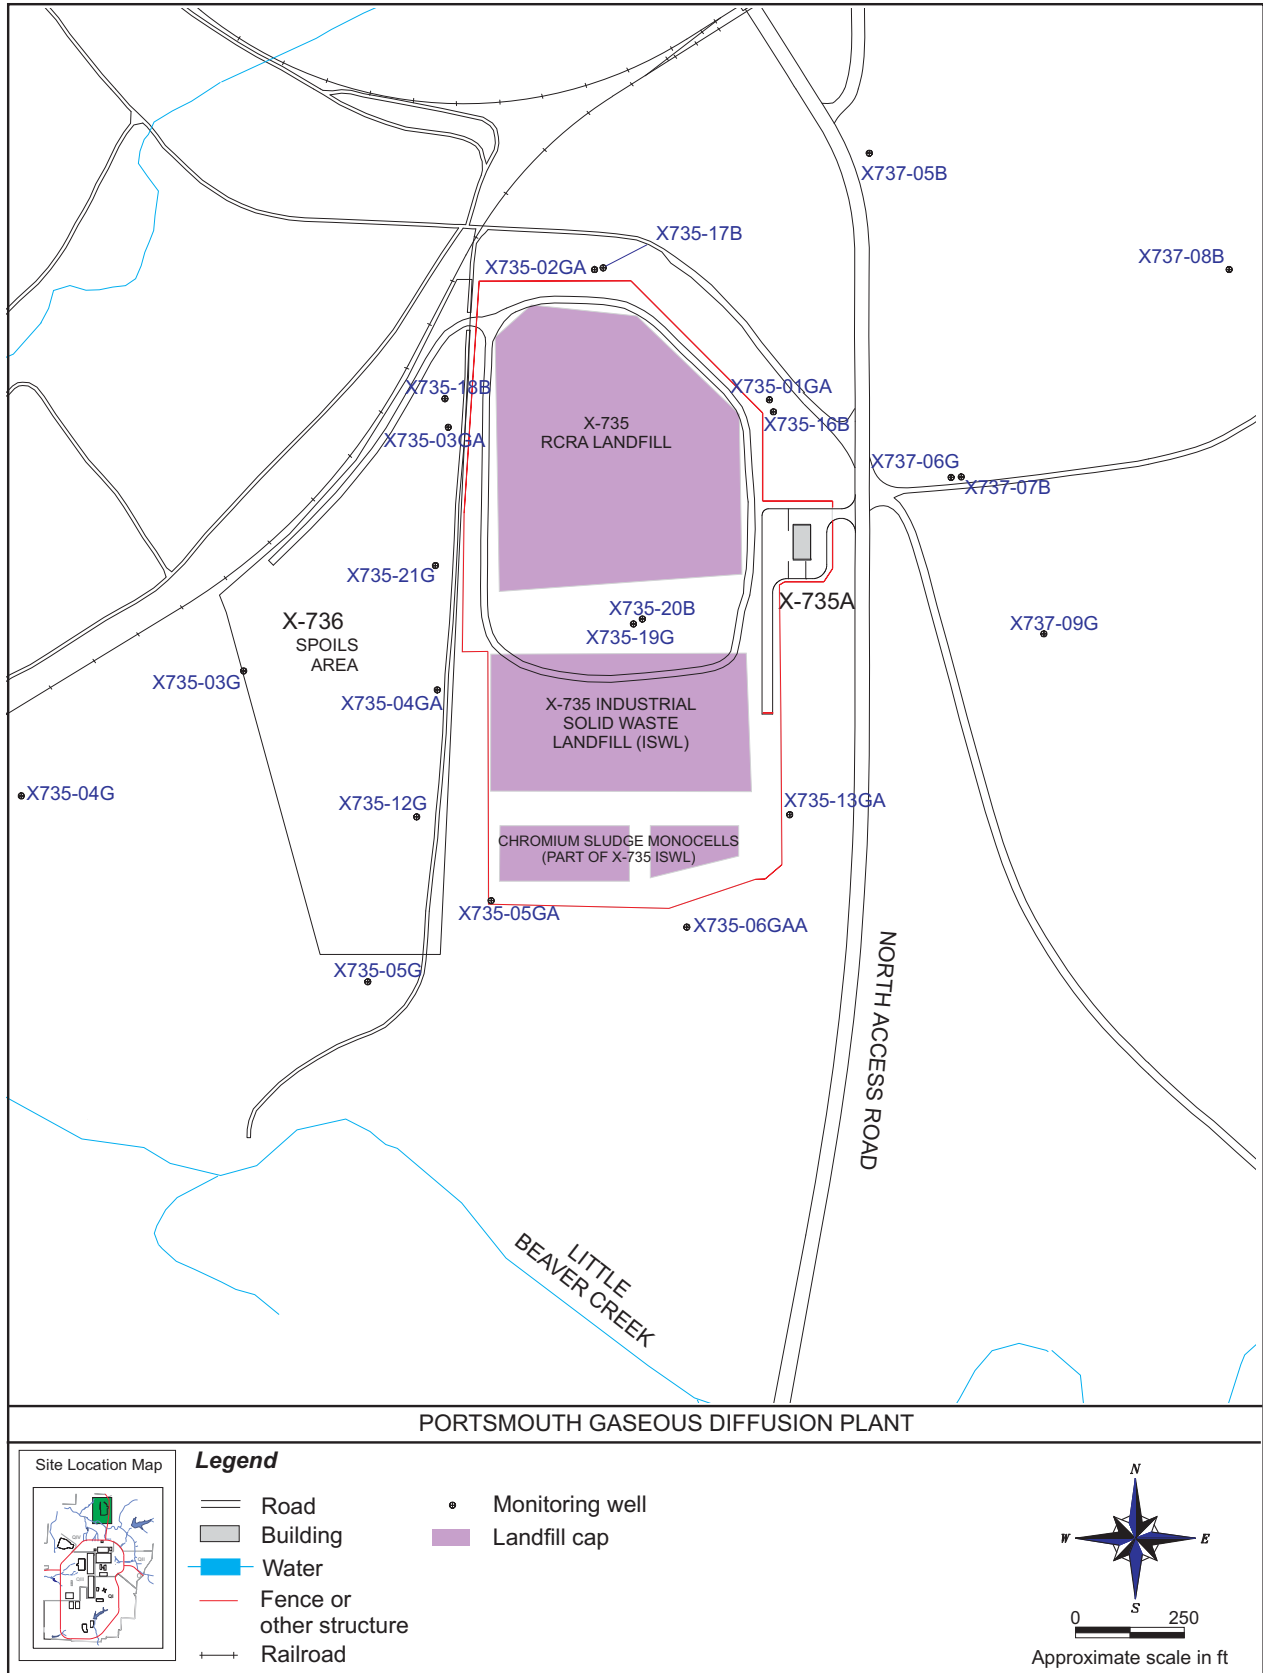 X737-05B
X735-17B
X737-08B
X735-02GA
X735-18B
X735-01GA
X-735
RCRA LANDFILL
X735-16B
X735-03GA
X737-06G
X737-07B
X735-21G
X-735A
X735-20B
X-736
SPOILS
AREA
X735-19G
X737-09G
X735-03G
X735-04GA
X-735 INDUSTRIAL
SOLID WASTE
LANDFILL (ISWL)
X735-04G
X735-12G
X735-13GA
CHROMIUM SLUDGE MONOCELLS
(PART OF X-735 ISWL)
X735-05GA
X735-06GAA
X735-05G
NORTH ACCESS ROAD
LITTLE
BEAVER CREEK
PORTSMOUTH GASEOUS DIFFUSION PLANT
Site Location Map
Legend
Road
Building
Water
Fence or
other structure
Railroad
Monitoring well
Landfill cap
N
W
E
S
0 250
Approximate scale in ft